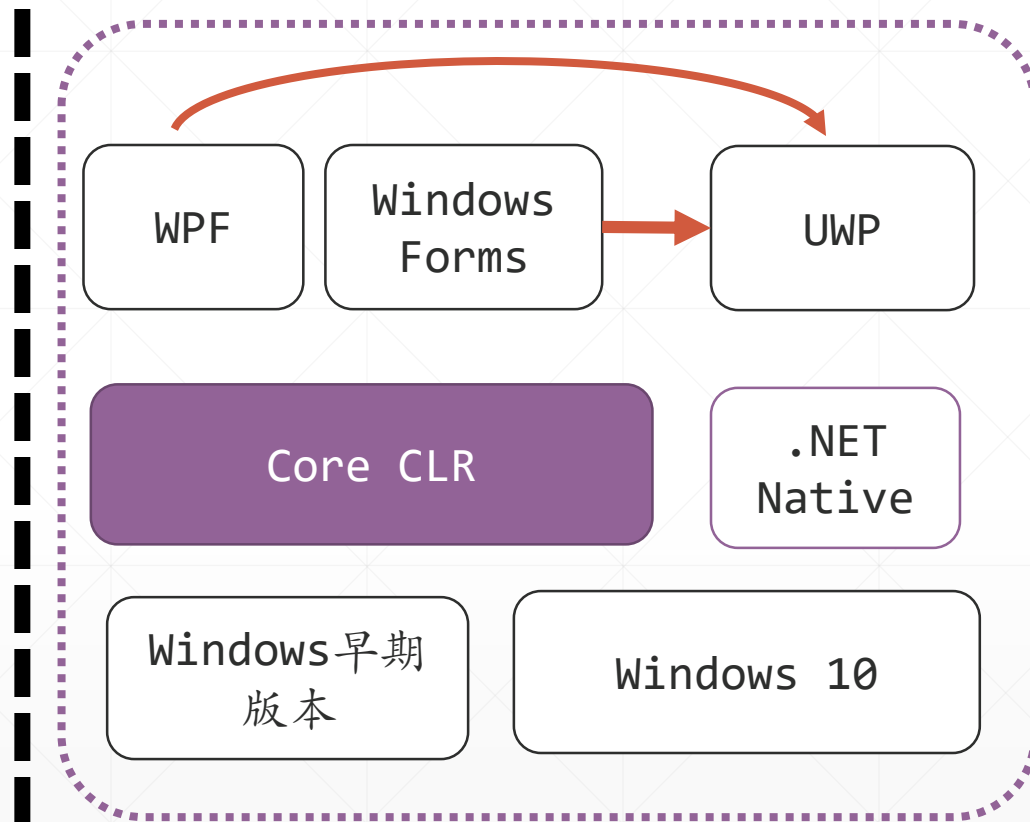 WPF
Windows
Forms
UWP
Core CLR
.NET
Native
Windows早期
版本
Windows 10